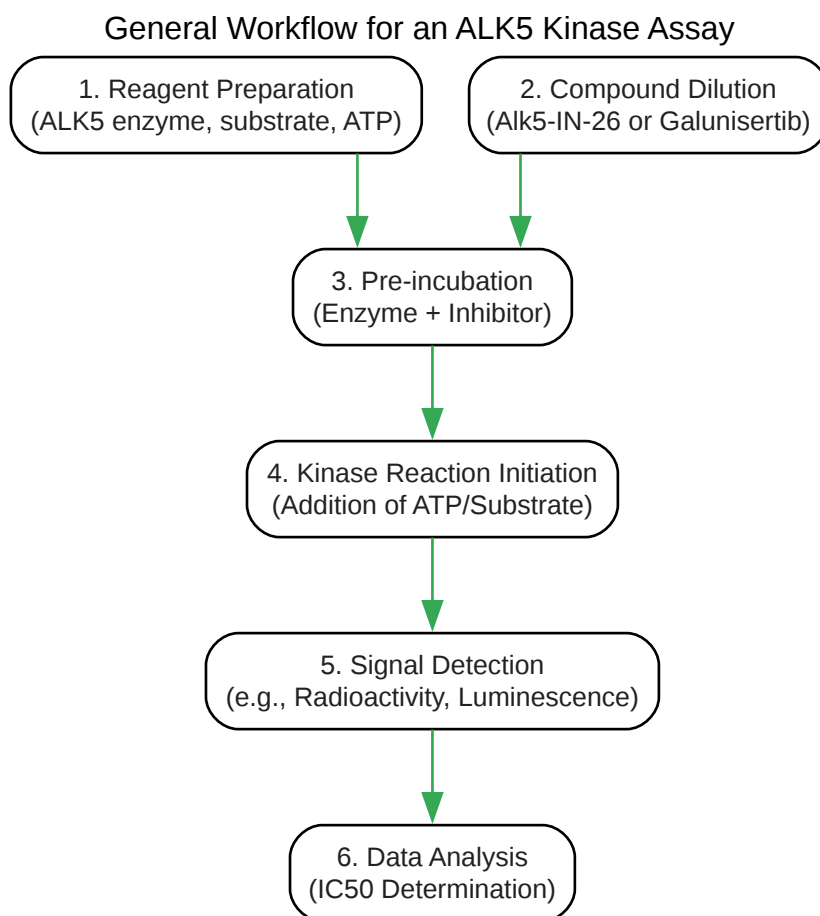 General Workflow for an ALK5 Kinase Assay
1. Reagent Preparation
(ALK5 enzyme, substrate, ATP)
2. Compound Dilution
(Alk5-IN-26 or Galunisertib)
3. Pre-incubation
(Enzyme + Inhibitor)
4. Kinase Reaction Initiation
(Addition of ATP/Substrate)
5. Signal Detection
(e.g., Radioactivity, Luminescence)
6. Data Analysis
(IC50 Determination)